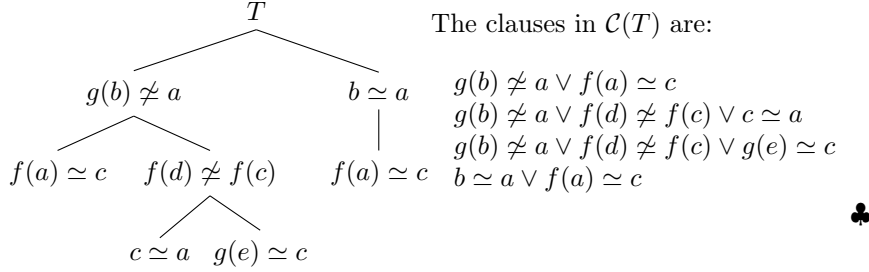 T
The clauses in 𝒞(T) are:
g(b) ≄ a
b ≃ a
g(b) ≄ a ∨ f(a) ≃ c
g(b) ≄ a ∨ f(d) ≄ f(c) ∨ c ≃ a
g(b) ≄ a ∨ f(d) ≄ f(c) ∨ g(e) ≃ c
b ≃ a ∨ f(a) ≃ c
f(a) ≃ c
f(d) ≄ f(c)
f(a) ≃ c
♣
c ≃ a
g(e) ≃ c